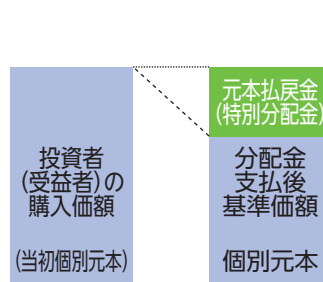 投資者
(受益者)の
購入価額
(当初個別元本)
元本払戻金
(特別分配金)
分配金
支払後
基準価額
個別元本